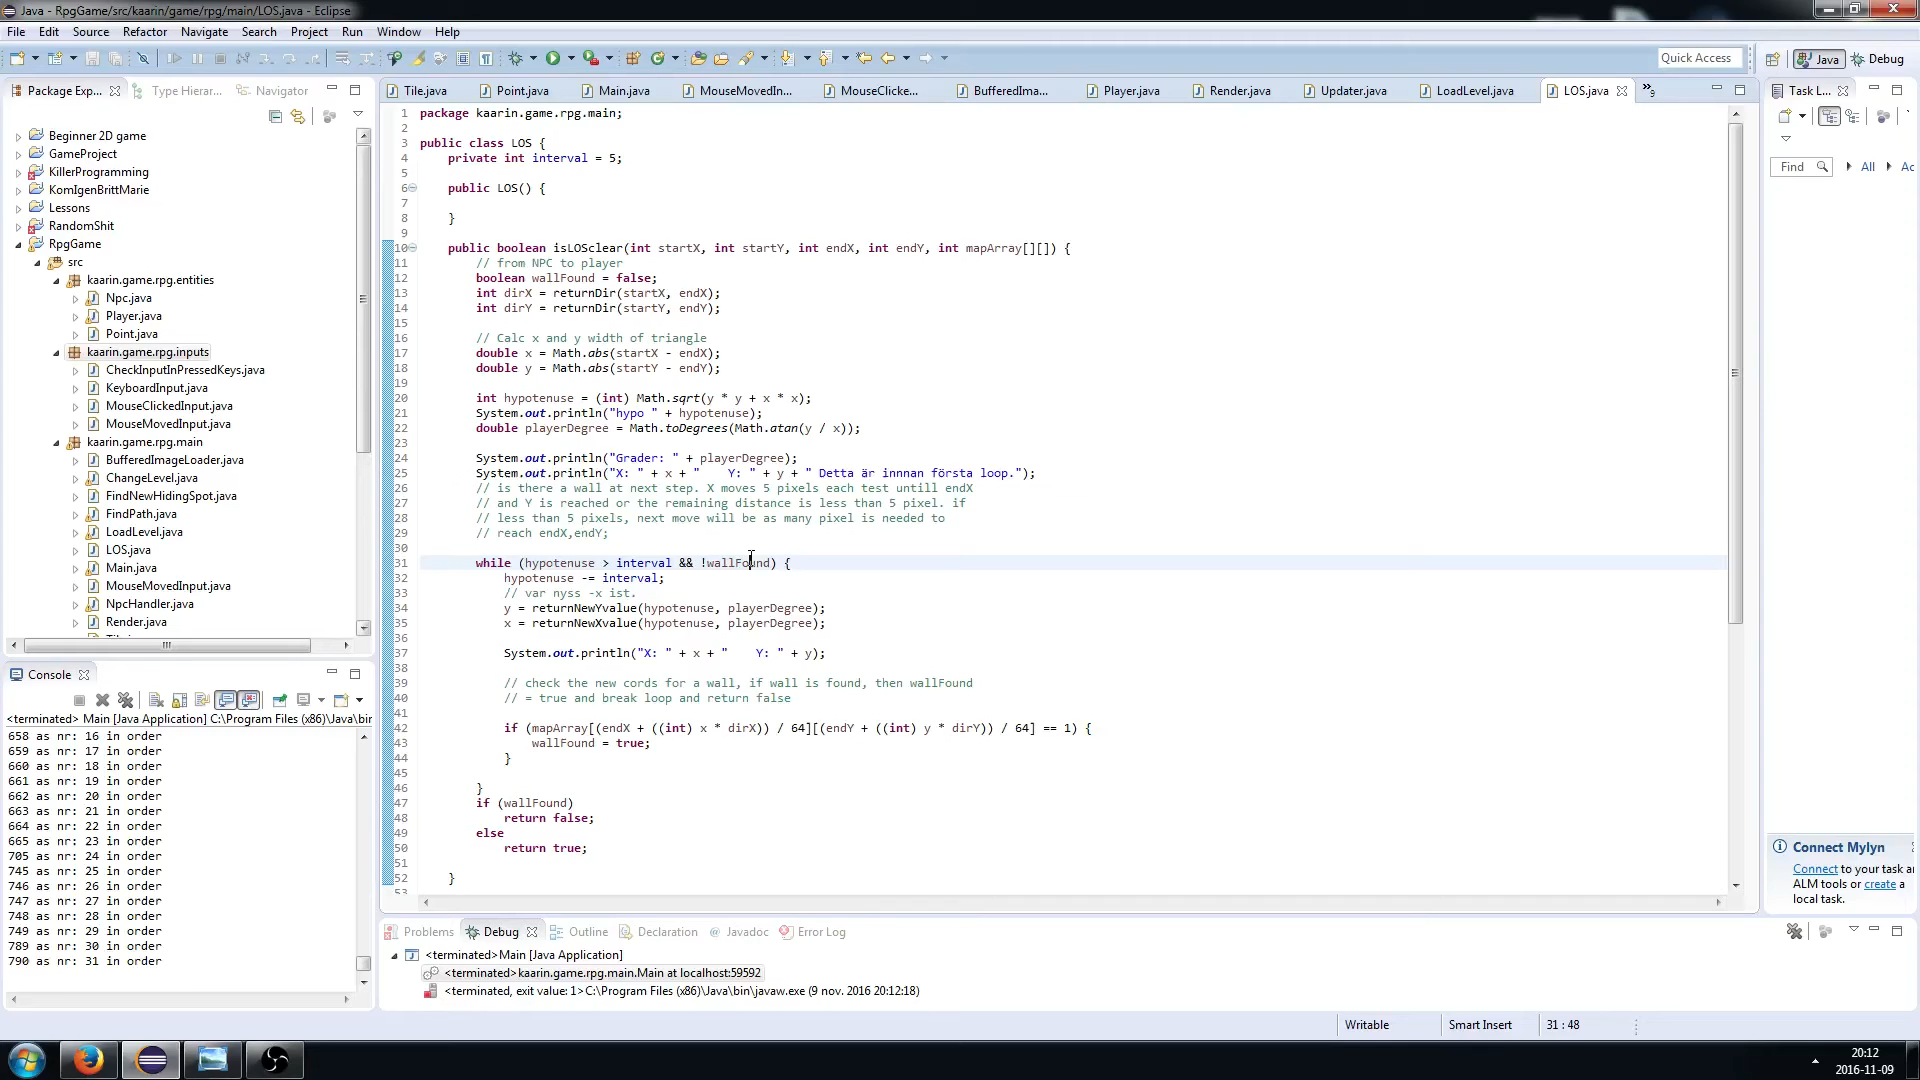 Java - RpgGame/src/kaarin/game/rpg/main/LOS.java - Eclipse
File Edit Source Refactor Navigate Search Project Run Window Help
Quick Access
Java
Debug
Package Exp...
Type Hierar...
Navigator
Beginner 2D game
GameProject
KillerProgramming
KomIgenBrittMarie
Lessons
RandomShit
RpgGame
src
kaarin.game.rpg.entities
Npc.java
Player.java
Point.java
kaarin.game.rpg.inputs
CheckInputInPressedKeys.java
KeyboardInput.java
MouseClickedInput.java
MouseMovedInput.java
kaarin.game.rpg.main
BufferedImageLoader.java
ChangeLevel.java
FindNewHidingSpot.java
FindPath.java
LoadLevel.java
LOS.java
Main.java
MouseMovedInput.java
NpcHandler.java
Render.java
Console
<terminated> Main [Java Application] C:\Program Files (x86)\Java\bin
658 as nr: 16 in order
659 as nr: 17 in order
660 as nr: 18 in order
661 as nr: 19 in order
662 as nr: 20 in order
663 as nr: 21 in order
664 as nr: 22 in order
665 as nr: 23 in order
705 as nr: 24 in order
745 as nr: 25 in order
746 as nr: 26 in order
747 as nr: 27 in order
748 as nr: 28 in order
749 as nr: 29 in order
789 as nr: 30 in order
790 as nr: 31 in order
Tile.java Point.java Main.java MouseMovedIn... MouseClicke... BufferedIma... Player.java Render.java Updater.java LoadLevel.java LOS.java 9
1 package kaarin.game.rpg.main;
2
3 public class LOS {
4 private int interval = 5;
5
6 public LOS() {
7
8 }
9
10 public boolean isLOSclear(int startX, int startY, int endX, int endY, int mapArray[][]) {
11 // from NPC to player
12 boolean wallFound = false;
13 int dirX = returnDir(startX, endX);
14 int dirY = returnDir(startY, endY);
15
16 // Calc x and y width of triangle
17 double x = Math.abs(startX - endX);
18 double y = Math.abs(startY - endY);
19
20 int hypotenuse = (int) Math.sqrt(y * y + x * x);
21 System.out.println("hypo " + hypotenuse);
22 double playerDegree = Math.toDegrees(Math.atan(y / x));
23
24 System.out.println("Grader: " + playerDegree);
25 System.out.println("X: " + x + "    Y: " + y + " Detta är innnan första loop.");
26 // is there a wall at next step. X moves 5 pixels each test untill endX
27 // and Y is reached or the remaining distance is less than 5 pixel. if
28 // less than 5 pixels, next move will be as many pixel is needed to
29 // reach endX,endY;
30
31 while (hypotenuse > interval && !wallFound) {
32 hypotenuse -= interval;
33 // var nyss -x ist.
34 y = returnNewYvalue(hypotenuse, playerDegree);
35 x = returnNewXvalue(hypotenuse, playerDegree);
36
37 System.out.println("X: " + x + "    Y: " + y);
38
39 // check the new cords for a wall, if wall is found, then wallFound
40 // = true and break loop and return false
41
42 if (mapArray[(endX + ((int) x * dirX)) / 64][(endY + ((int) y * dirY)) / 64] == 1) {
43 wallFound = true;
44 }
45
46 }
47 if (wallFound)
48 return false;
49 else
50 return true;
51
52 }
53
Problems Debug Outline Declaration Javadoc Error Log
<terminated>Main [Java Application]
<terminated>kaarin.game.rpg.main.Main at localhost:59592
<terminated, exit value: 1>C:\Program Files (x86)\Java\bin\javaw.exe (9 nov. 2016 20:12:18)
Task L...
Find
All
Ac
Connect Mylyn
Connect to your task a
ALM tools or create a
local task.
Writable
Smart Insert
31 : 48
20:12
2016-11-09